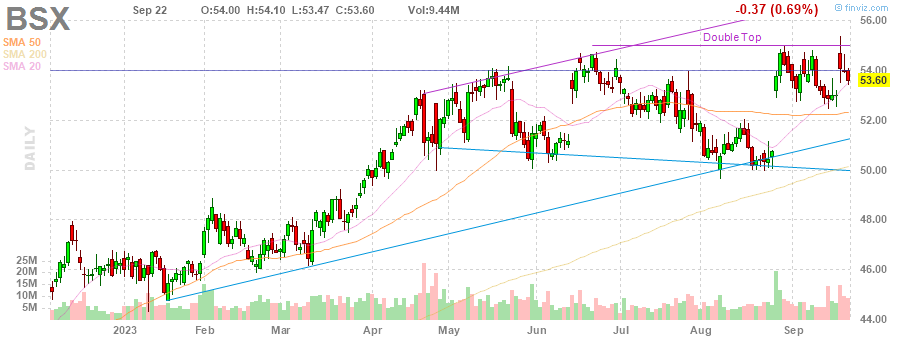 BSX
Sep 22 O:54.00 H:54.10 L:53.47 C:53.60 Vol:9.44M -0.37 (0.69%)
© finviz.com
SMA 50
SMA 200
SMA 20
DAILY
Double Top
56.00
54.00
53.60
52.00
50.00
48.00
46.00
44.00
25M
20M
15M
10M
5M
2023 Feb Mar Apr May Jun Jul Aug Sep